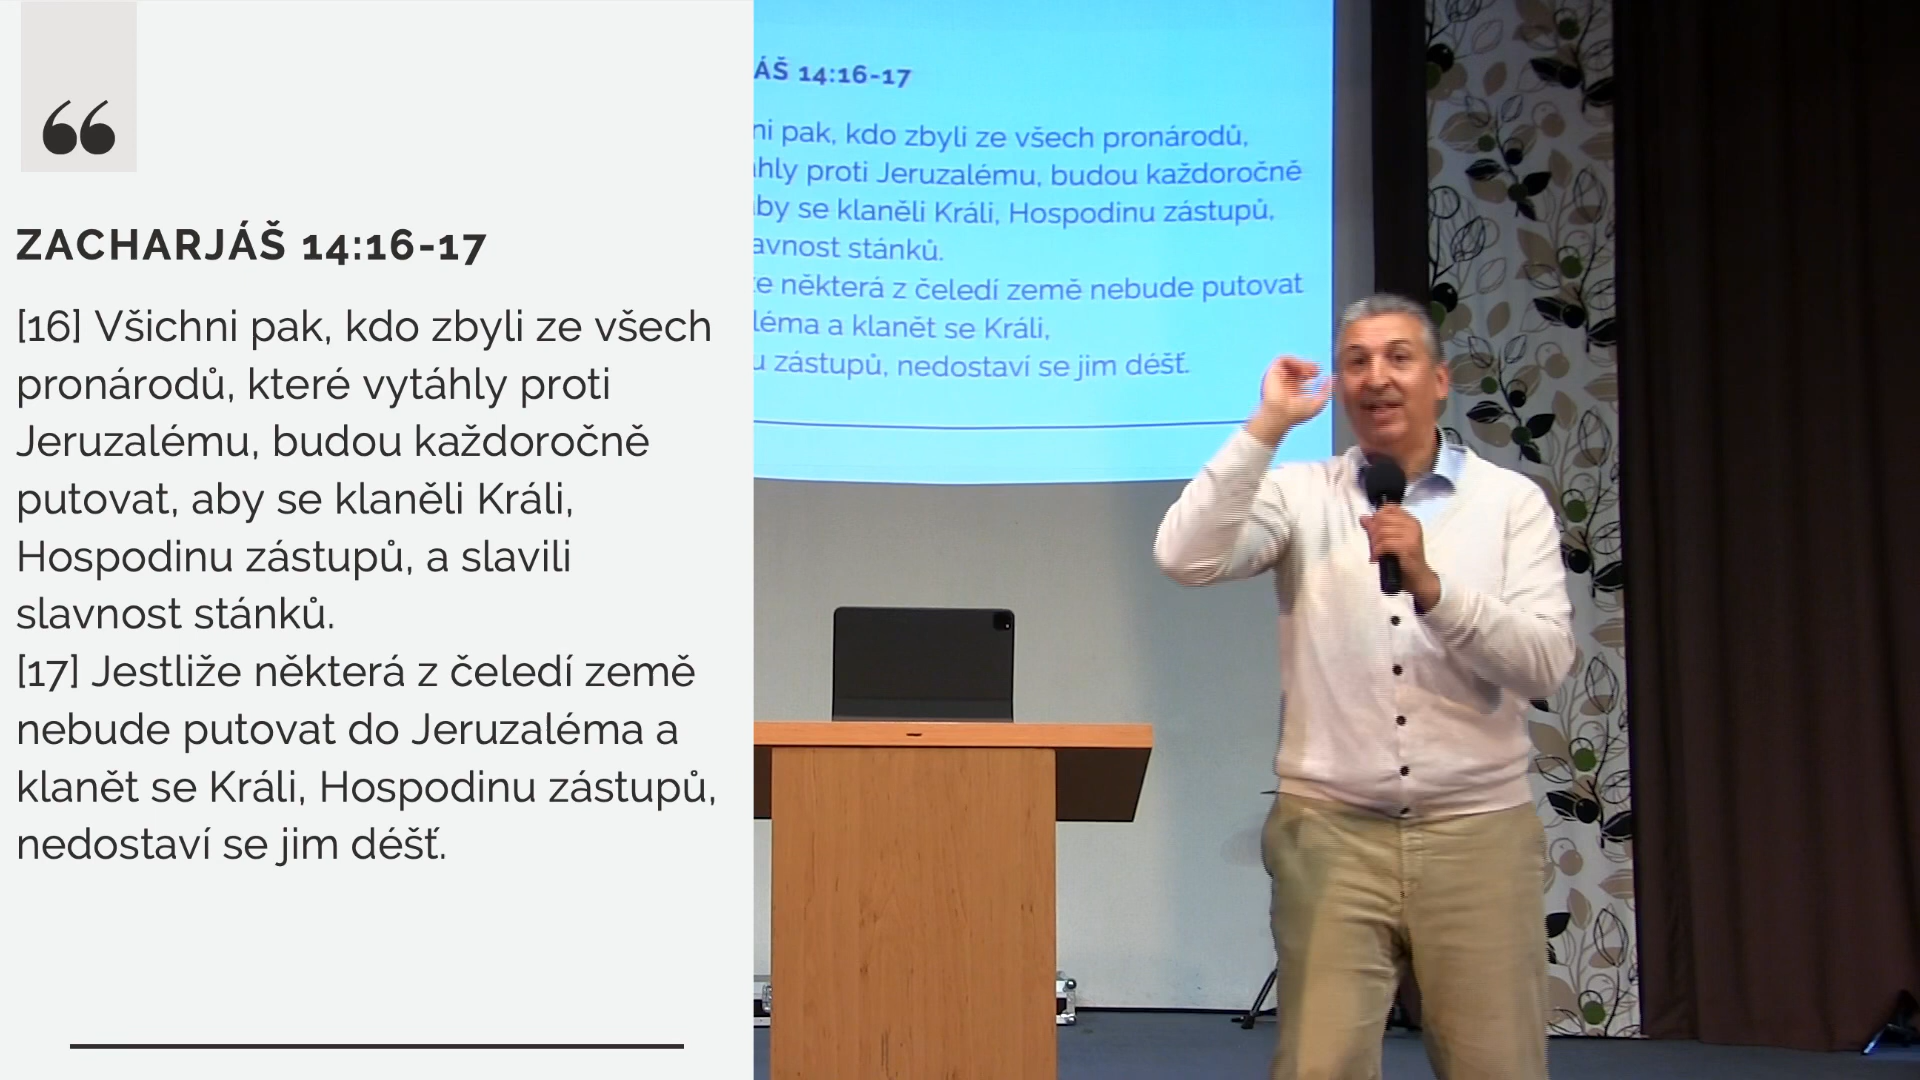 ZACHARJÁŠ 14:16-17
[16] Všichni pak, kdo zbyli ze všech
pronárodů, které vytáhly proti
Jeruzalému, budou každoročně
putovat, aby se klaněli Králi,
Hospodinu zástupů, a slavili
slavnost stánků.
[17] Jestliže některá z čeledí země
nebude putovat do Jeruzaléma a
klanět se Králi, Hospodinu zástupů,
nedostaví se jim déšť.
ÁŠ 14:16-17
ni pak, kdo zbyli ze všech pronárodů,
áhly proti Jeruzalému, budou každoročně
aby se klaněli Králi, Hospodinu zástupů,
lavnost stánků.
že některá z čeledí země nebude putovat
léma a klanět se Králi,
u zástupů, nedostaví se jim déšť.